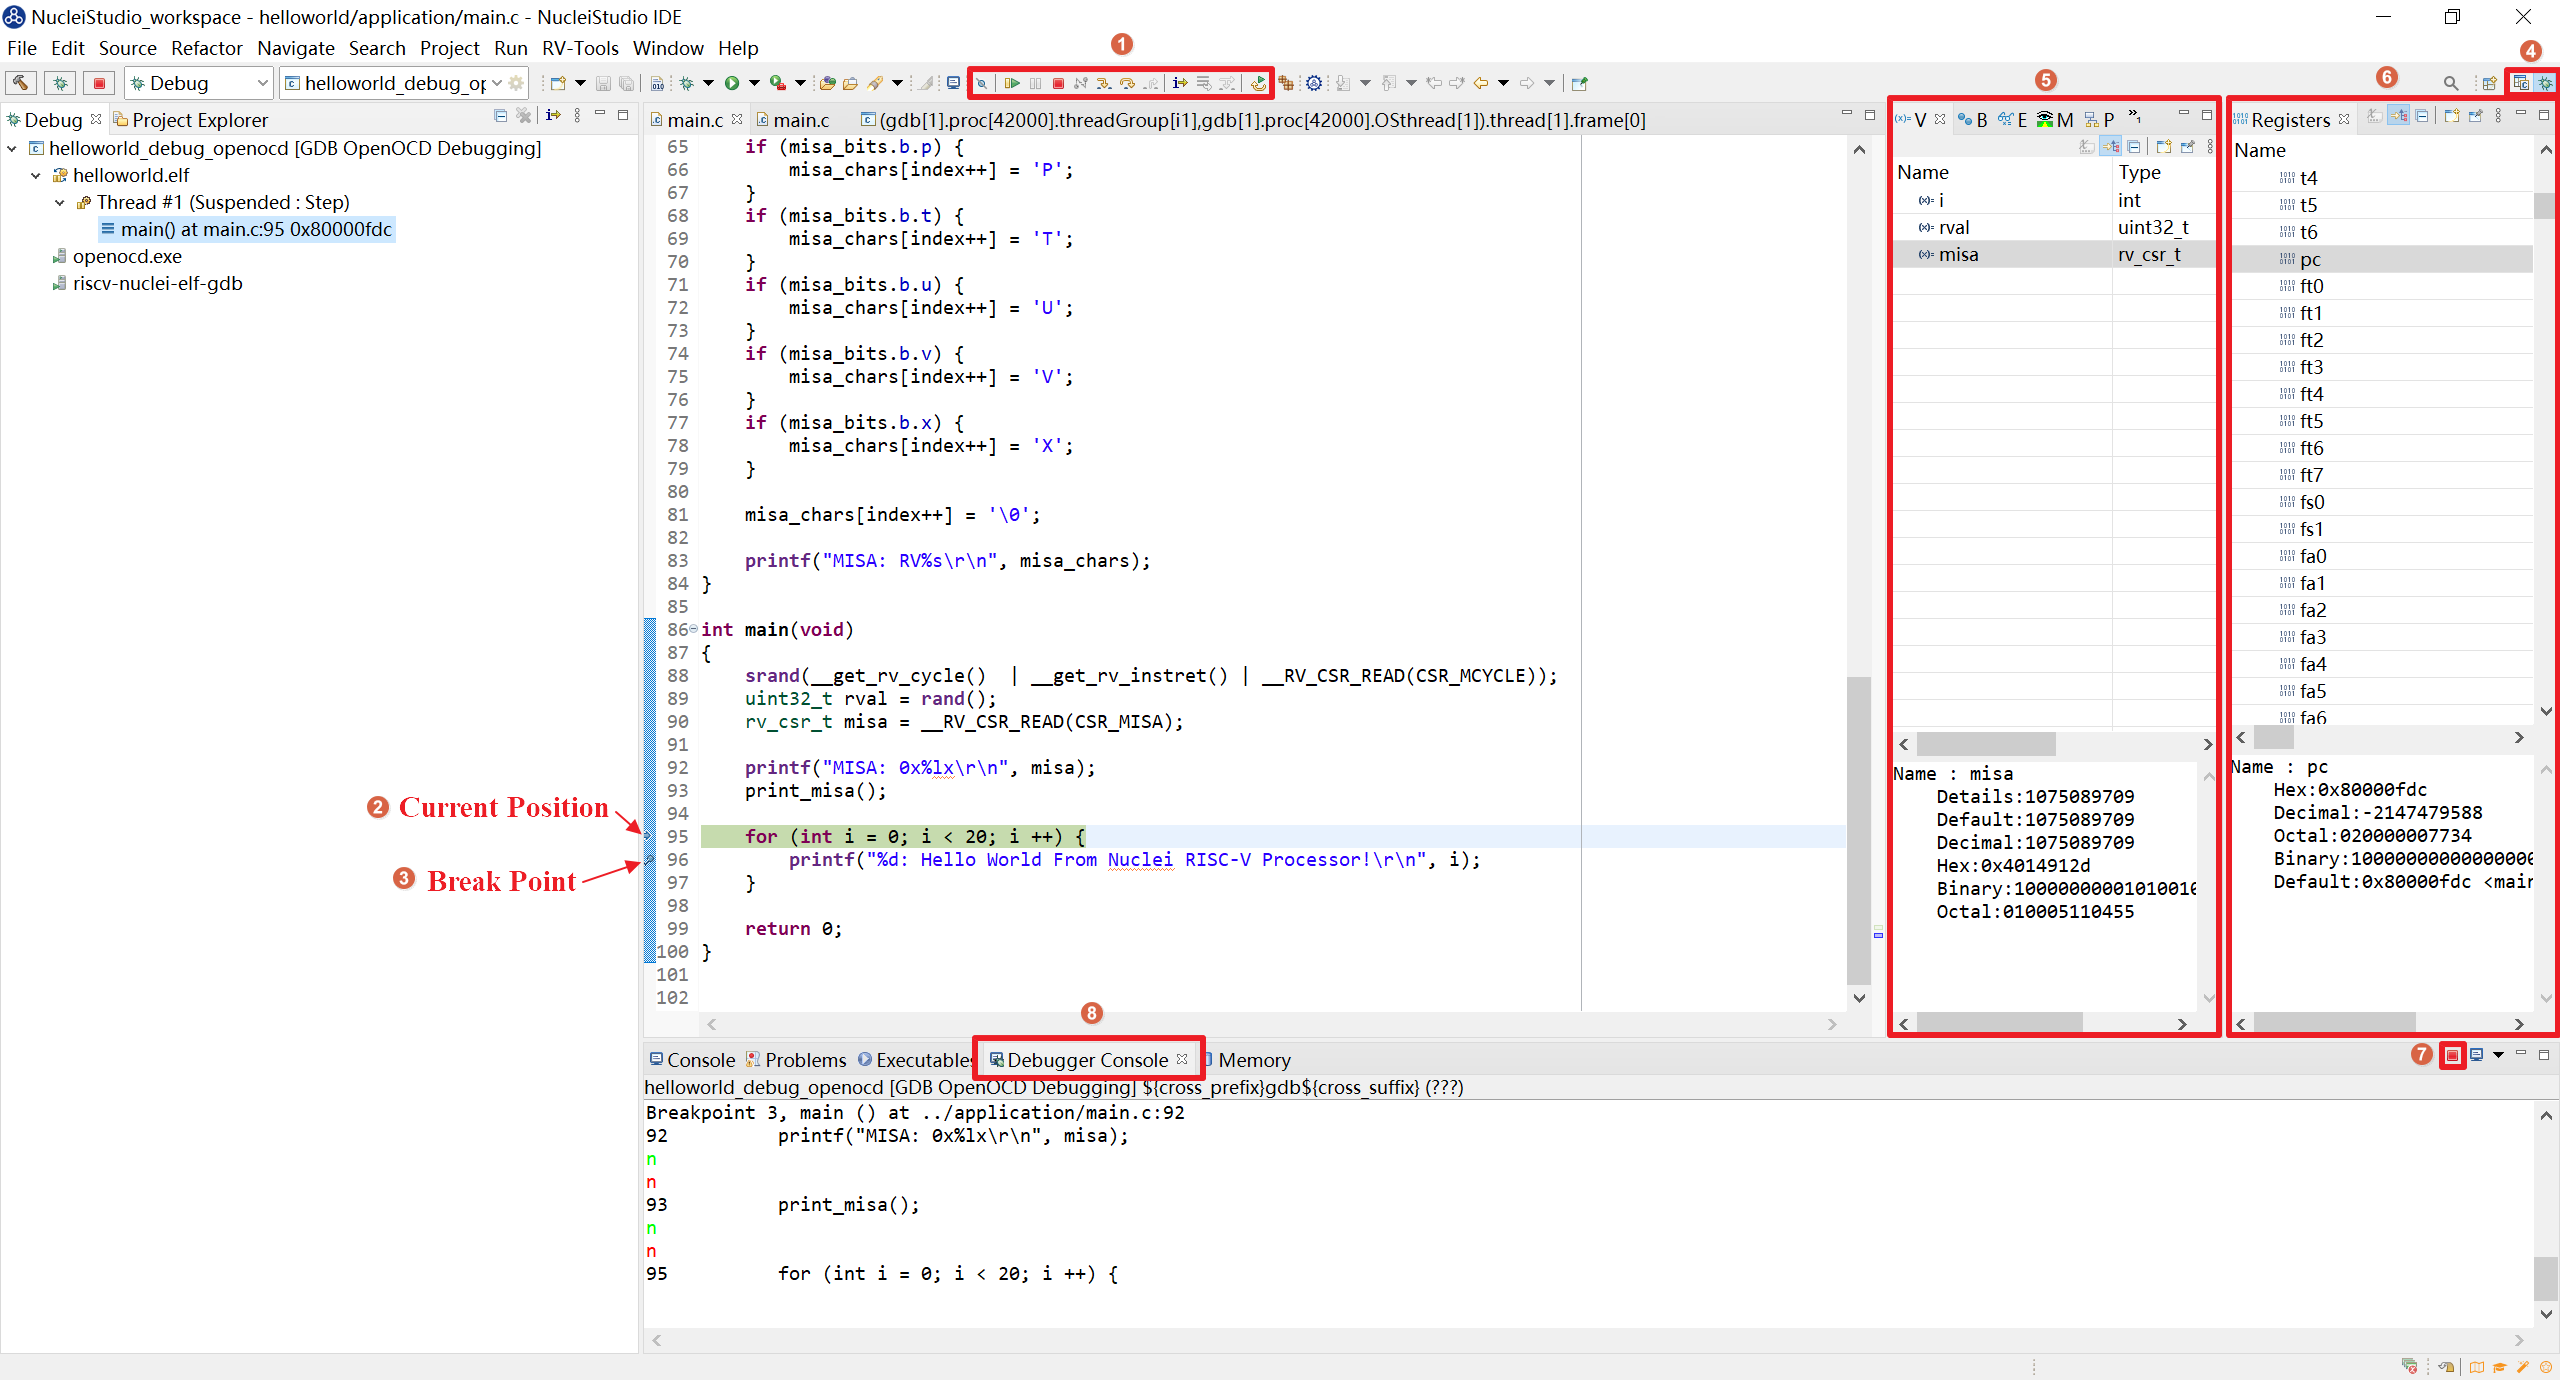 NucleiStudio_workspace - helloworld/application/main.c - NucleiStudio IDE
File Edit Source Refactor Navigate Search Project Run RV-Tools Window Help
1
4
5
6
Debug
helloworld_debug_op
Debug
Project Explorer
helloworld_debug_openocd [GDB OpenOCD Debugging]
helloworld.elf
Thread #1 (Suspended : Step)
main() at main.c:95 0x80000fdc
openocd.exe
riscv-nuclei-elf-gdb
2 Current Position
3 Break Point
main.c
main.c
(gdb[1].proc[42000].threadGroup[i1],gdb[1].proc[42000].OSthread[1]).thread[1].frame[0]
65 if (misa_bits.b.p) {
66 misa_chars[index++] = 'P';
67 }
68 if (misa_bits.b.t) {
69 misa_chars[index++] = 'T';
70 }
71 if (misa_bits.b.u) {
72 misa_chars[index++] = 'U';
73 }
74 if (misa_bits.b.v) {
75 misa_chars[index++] = 'V';
76 }
77 if (misa_bits.b.x) {
78 misa_chars[index++] = 'X';
79 }
80
81 misa_chars[index++] = '\0';
82
83 printf("MISA: RV%s\r\n", misa_chars);
84 }
85
86 int main(void)
87 {
88 srand(__get_rv_cycle() | __get_rv_instret() | __RV_CSR_READ(CSR_MCYCLE));
89 uint32_t rval = rand();
90 rv_csr_t misa = __RV_CSR_READ(CSR_MISA);
91
92 printf("MISA: 0x%lx\r\n", misa);
93 print_misa();
94
95 for (int i = 0; i < 20; i ++) {
96 printf("%d: Hello World From Nuclei RISC-V Processor!\r\n", i);
97 }
98
99 return 0;
100 }
101
102
V B E M P »1
Name Type
i int
rval uint32_t
misa rv_csr_t
Name : misa
Details:1075089709
Default:1075089709
Decimal:1075089709
Hex:0x4014912d
Binary:10000000001010010
Octal:010005110455
Registers
Name
t4
t5
t6
pc
ft0
ft1
ft2
ft3
ft4
ft5
ft6
ft7
fs0
fs1
fa0
fa1
fa2
fa3
fa4
fa5
fa6
Name : pc
Hex:0x80000fdc
Decimal:-2147479588
Octal:020000007734
Binary:10000000000000000
Default:0x80000fdc <main
8
7
Console Problems Executables Debugger Console Memory
helloworld_debug_openocd [GDB OpenOCD Debugging] ${cross_prefix}gdb${cross_suffix} (???)
Breakpoint 3, main () at ../application/main.c:92
92 printf("MISA: 0x%lx\r\n", misa);
n
n
93 print_misa();
n
n
95 for (int i = 0; i < 20; i ++) {